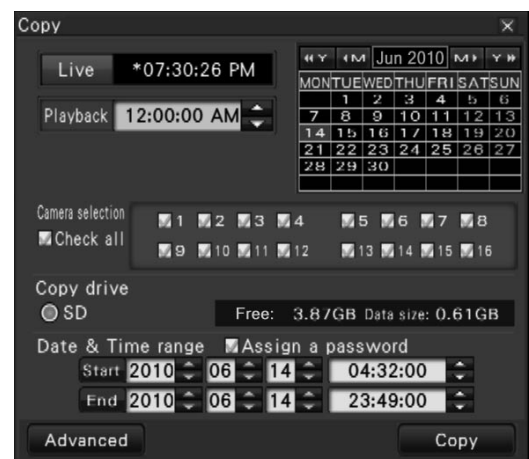 Copy ×
Live *07:30:26 PM
Playback 12:00:00 AM
Y M Jun 2010 M Y
MON TUE WED THU FRI SAT SUN
1 2 3 4 5 6
7 8 9 10 11 12 13
14 15 16 17 18 19 20
21 22 23 24 25 26 27
28 29 30
Camera selection
Check all
1 2 3 4 5 6 7 8
9 10 11 12 13 14 15 16
Copy drive
SD
Free: 3.87GB Data size: 0.61GB
Date & Time range Assign a password
Start 2010 06 14 04:32:00
End 2010 06 14 23:49:00
Advanced Copy